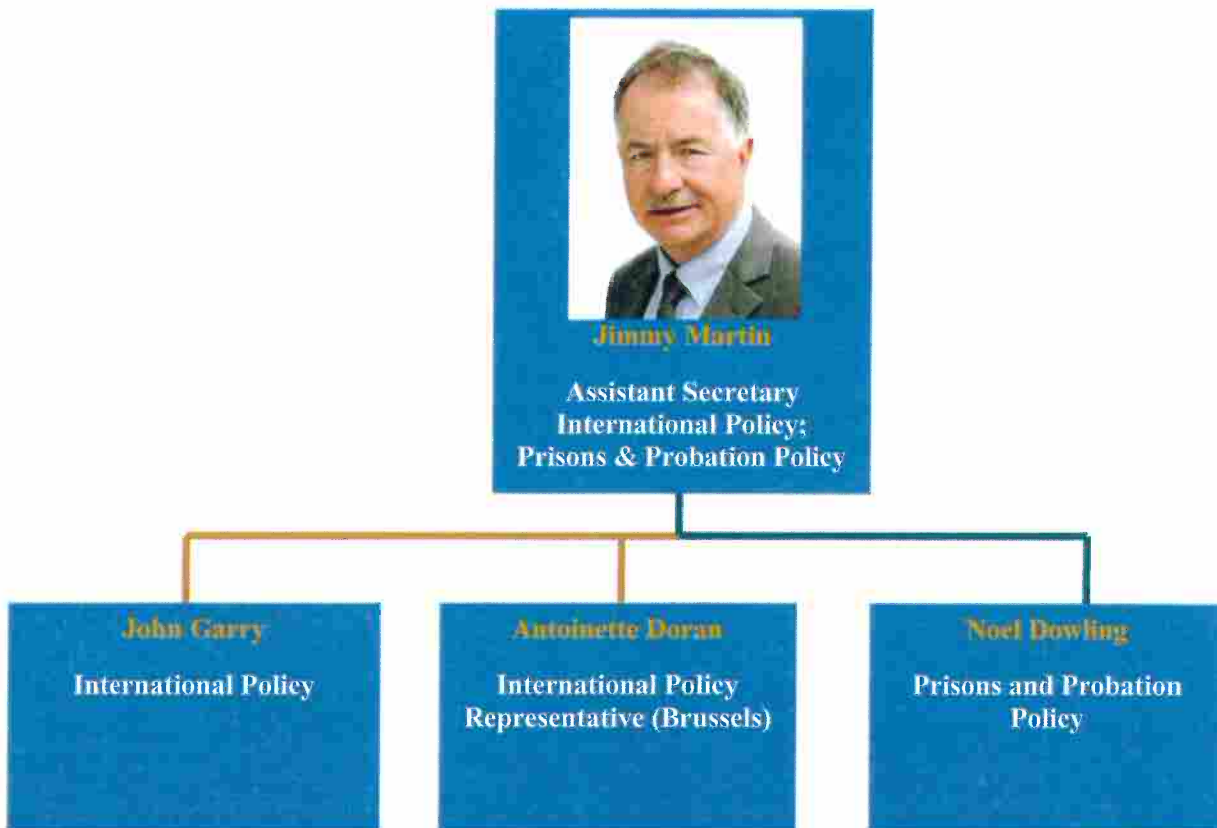 Jimmy Martin
Assistant Secretary
International Policy;
Prisons & Probation Policy
John Garry
International Policy
Antoinette Doran
International Policy
Representative (Brussels)
Noel Dowling
Prisons and Probation
Policy